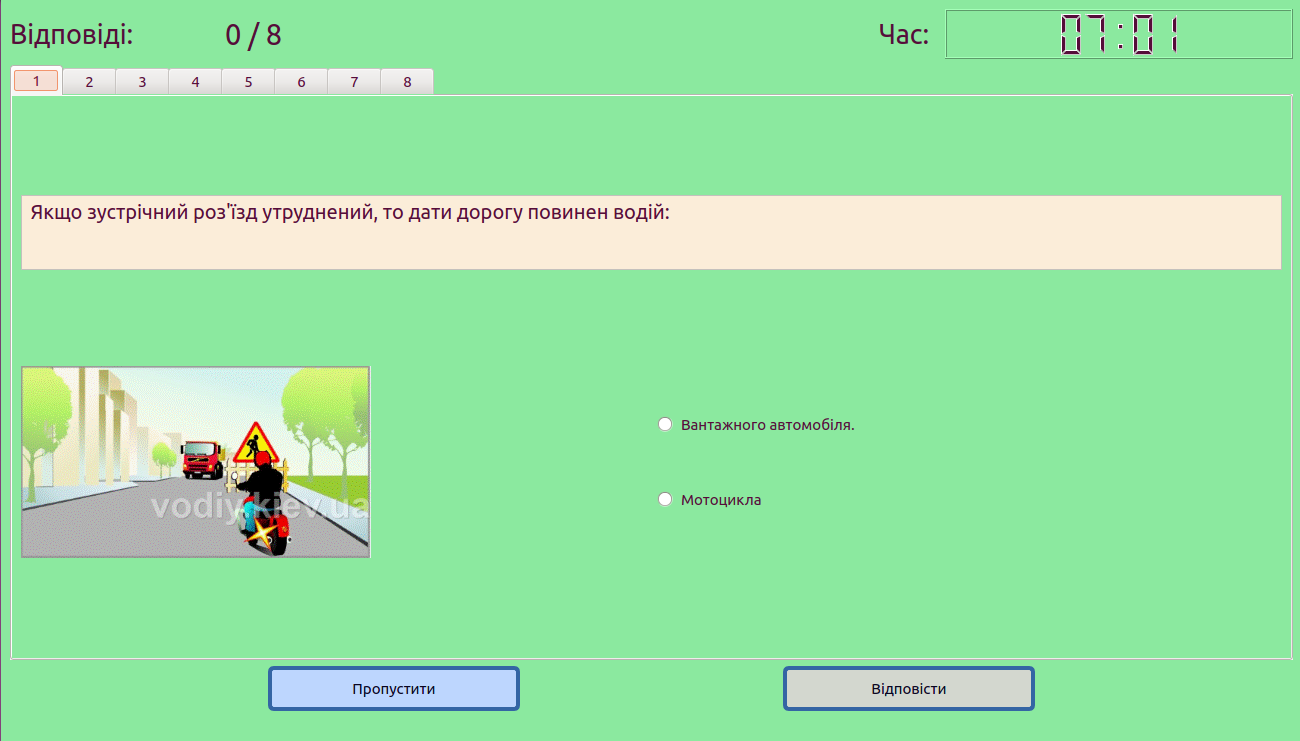 Відповіді: 0 / 8 Час: 07:01
1 2 3 4 5 6 7 8
Якщо зустрічний роз'їзд утруднений, то дати дорогу повинен водій:
Вантажного автомобіля.
Мотоцикла
vodiy.kiev.ua
Пропустити Відповісти